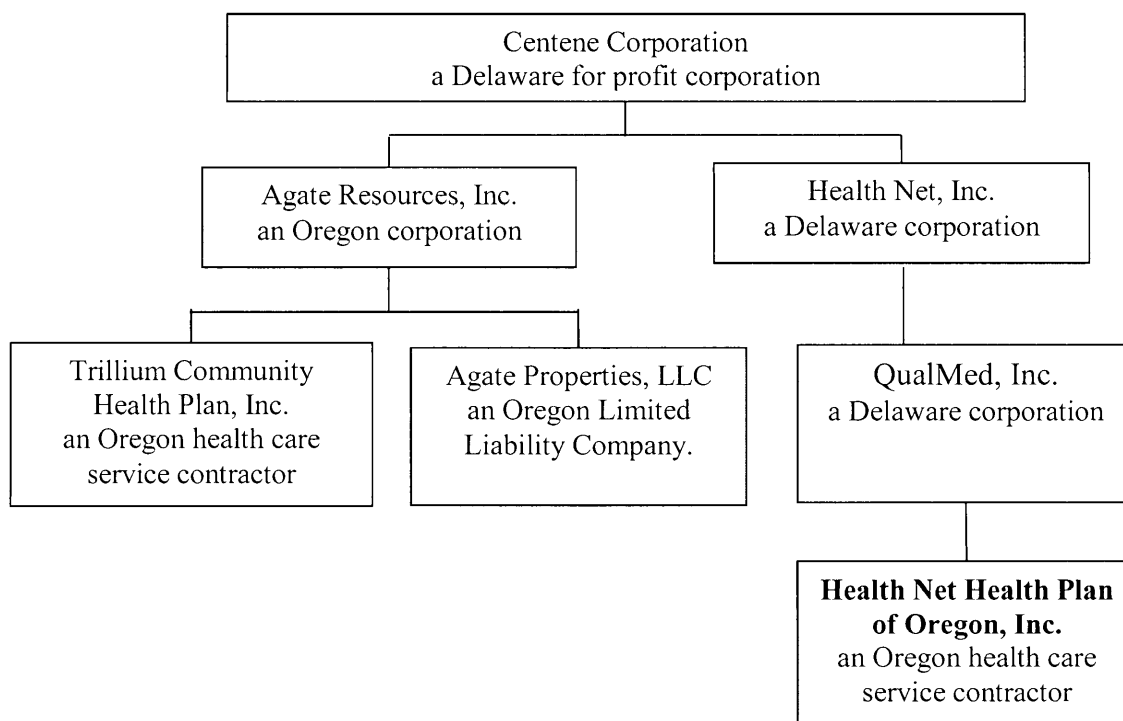 Centene Corporation
a Delaware for profit corporation
Agate Resources, Inc.
an Oregon corporation
Health Net, Inc.
a Delaware corporation
Trillium Community
Health Plan, Inc.
an Oregon health care
service contractor
Agate Properties, LLC
an Oregon Limited
Liability Company.
QualMed, Inc.
a Delaware corporation
Health Net Health Plan
of Oregon, Inc.
an Oregon health care
service contractor